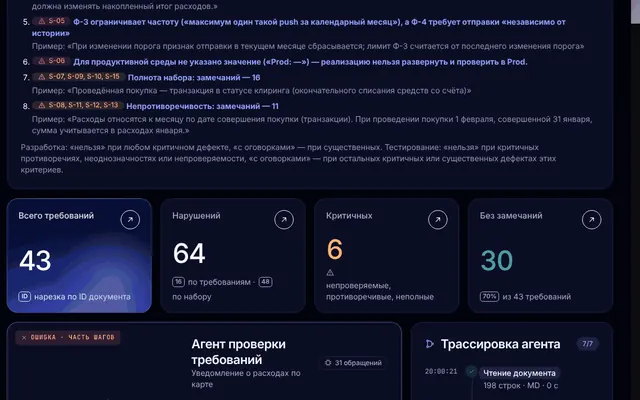 должна изменять накопленный итог расходов.»
5. ⚠ S-05 Ф-3 ограничивает частоту («максимум один такой push за календарный месяц»), а Ф-4 требует отправки «независимо от
истории»
Пример: «При изменении порога признак отправки в текущем месяце сбрасывается; лимит Ф-3 считается от последнего изменения порога»
6. ⚠ S-06 Для продуктивной среды не указано значение («Prod: —») — реализацию нельзя развернуть и проверить в Prod.
7. ⚠ S-07, S-09, S-10, S-15 Полнота набора: замечаний — 16
Пример: «Проведённая покупка — транзакция в статусе клиринга (окончательного списания средств со счёта)»
8. ⚠ S-08, S-11, S-12, S-13 Непротиворечивость: замечаний — 11
Пример: «Расходы относятся к месяцу по дате совершения покупки (транзакции). При проведении покупки 1 февраля, совершенной 31 января,
сумма учитывается в расходах января.»
Разработка: «нельзя» при любом критичном дефекте, «с оговорками» — при существенных. Тестирование: «нельзя» при критичных
противоречиях, неоднозначностях или непроверяемости, «с оговорками» — при остальных критичных или существенных дефектах этих
критериев.
Всего требований
43
ID нарезка по ID документа
Нарушений
64
16 по требованиям · 48
по набору
Критичных
6
⚠
непроверяемые,
противоречивые, неполные
Без замечаний
30
70% из 43 требований
× ОШИБКА · ЧАСТЬ ШАГОВ
Агент проверки
требований
Уведомление о расходах по
карте
31 обращений
Трассировка агента 7/7
20:00:21 Чтение документа
198 строк · MD · 0 с